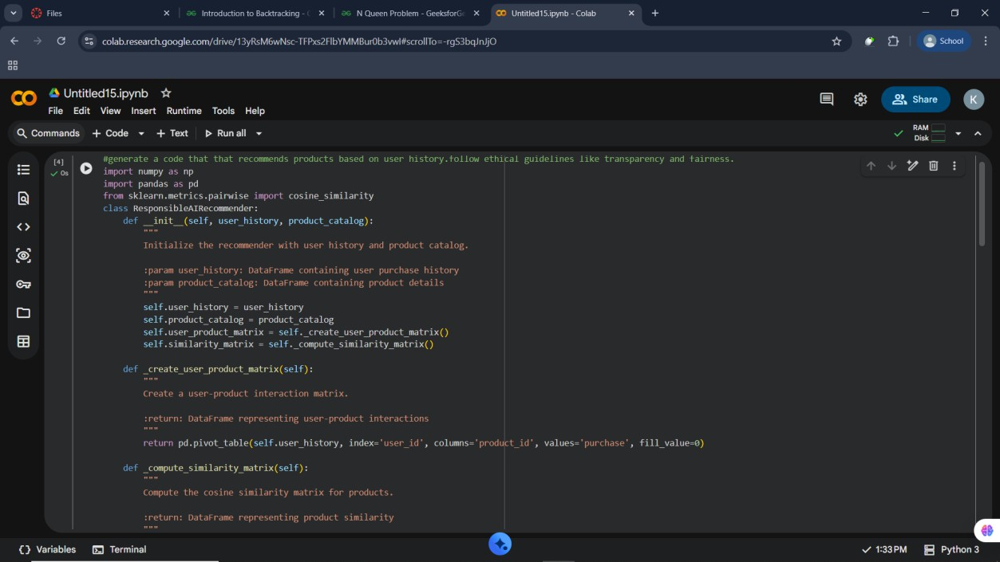 Files
Introduction to Backtracking -
N Queen Problem - GeeksforGe
Untitled15.ipynb - Colab
colab.research.google.com/drive/13yRsM6wNsc-TFPxs2FlbYMMBur0b3vwI#scrollTo=-rgS3bqJnJjO
School
Untitled15.ipynb
File Edit View Insert Runtime Tools Help
Share
K
Commands + Code + Text Run all
RAM
Disk
[4]
0s
#generate a code that that recommends products based on user history.follow ethical guidelines like transparency and fairness.
import numpy as np
import pandas as pd
from sklearn.metrics.pairwise import cosine_similarity
class ResponsibleAIRecommender:
def __init__(self, user_history, product_catalog):
"""
Initialize the recommender with user history and product catalog.
:param user_history: DataFrame containing user purchase history
:param product_catalog: DataFrame containing product details
"""
self.user_history = user_history
self.product_catalog = product_catalog
self.user_product_matrix = self._create_user_product_matrix()
self.similarity_matrix = self._compute_similarity_matrix()
def _create_user_product_matrix(self):
"""
Create a user-product interaction matrix.
:return: DataFrame representing user-product interactions
"""
return pd.pivot_table(self.user_history, index='user_id', columns='product_id', values='purchase', fill_value=0)
def _compute_similarity_matrix(self):
"""
Compute the cosine similarity matrix for products.
:return: DataFrame representing product similarity
"""
{} Variables Terminal
1:33 PM Python 3